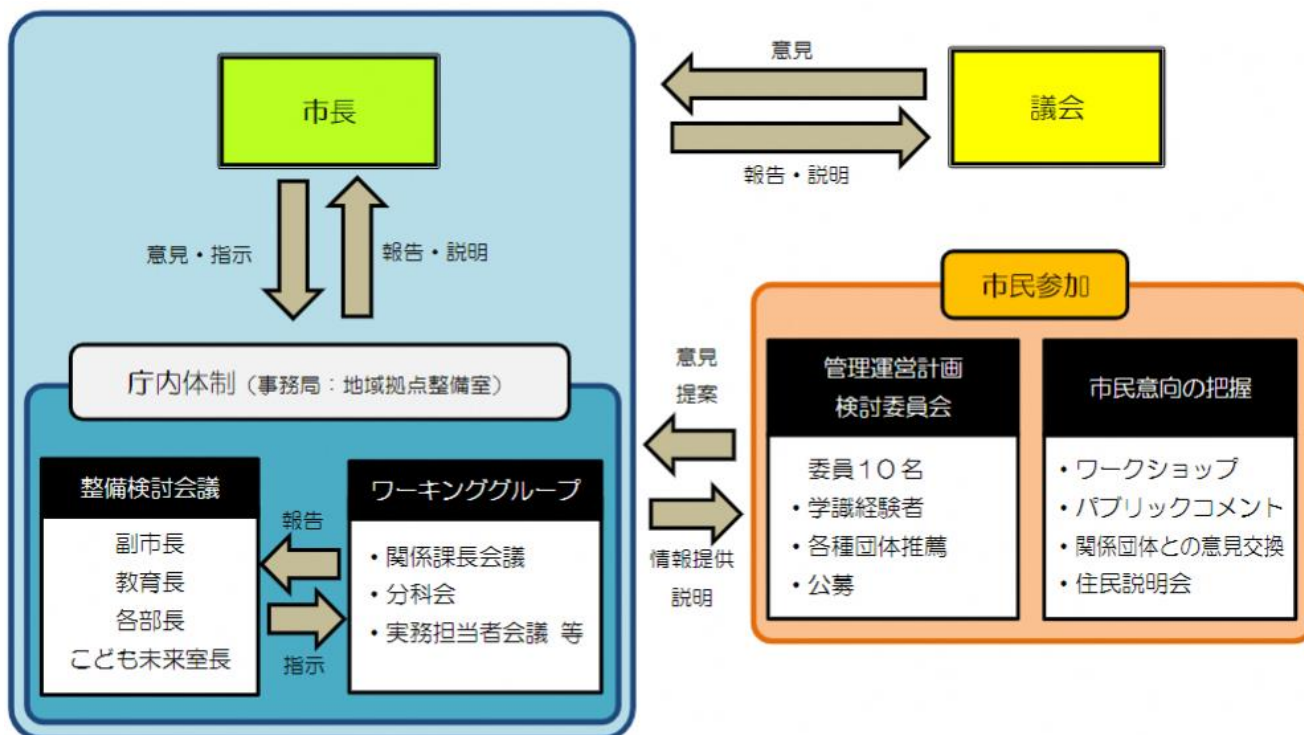 市長
意見
議会
報告・説明
意見・指示
報告・説明
庁内体制（事務局：地域拠点整備室）
整備検討会議
副市長
教育長
各部長
こども未来室長
報告
指示
ワーキンググループ
・関係課長会議
・分科会
・実務担当者会議 等
意見
提案
情報提供
説明
市民参加
管理運営計画
検討委員会
委員１０名
・学識経験者
・各種団体推薦
・公募
市民意向の把握
・ワークショップ
・パブリックコメント
・関係団体との意見交換
・住民説明会